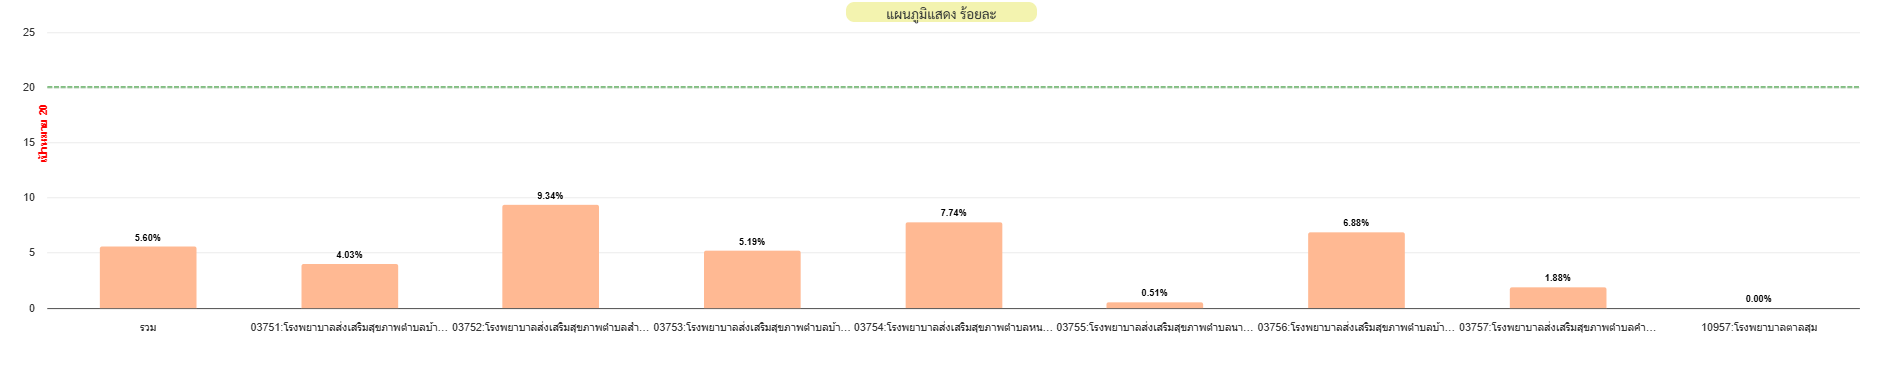 แผนภูมิแสดง ร้อยละ
25
20
15
10
5
0
เป้าหมาย 20
5.60%
4.03%
9.34%
5.19%
7.74%
0.51%
6.88%
1.88%
0.00%
รวม
03751:โรงพยาบาลส่งเสริมสุขภาพตำบลบ้า...
03752:โรงพยาบาลส่งเสริมสุขภาพตำบลสำ...
03753:โรงพยาบาลส่งเสริมสุขภาพตำบลบ้า...
03754:โรงพยาบาลส่งเสริมสุขภาพตำบลหน...
03755:โรงพยาบาลส่งเสริมสุขภาพตำบลนา...
03756:โรงพยาบาลส่งเสริมสุขภาพตำบลบ้า...
03757:โรงพยาบาลส่งเสริมสุขภาพตำบลคำ...
10957:โรงพยาบาลตาลสุม